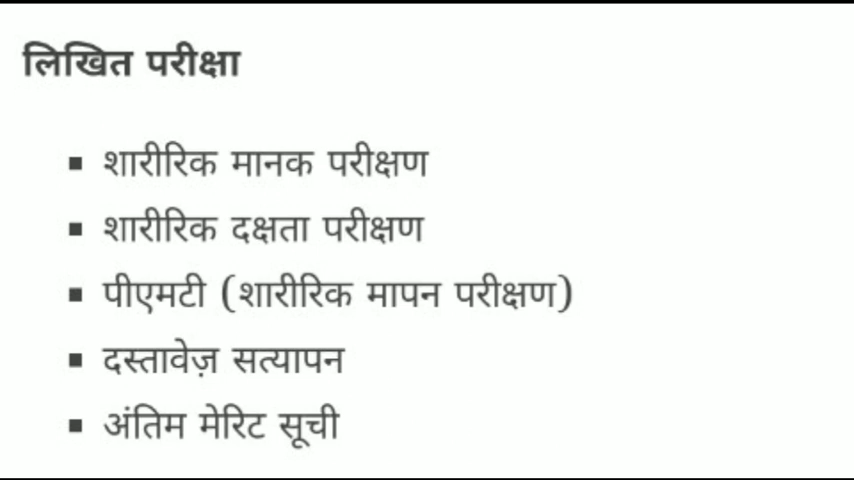 लिखित परीक्षा
▪ शारीरिक मानक परीक्षण
▪ शारीरिक दक्षता परीक्षण
▪ पीएमटी (शारीरिक मापन परीक्षण)
▪ दस्तावेज़ सत्यापन
▪ अंतिम मेरिट सूची